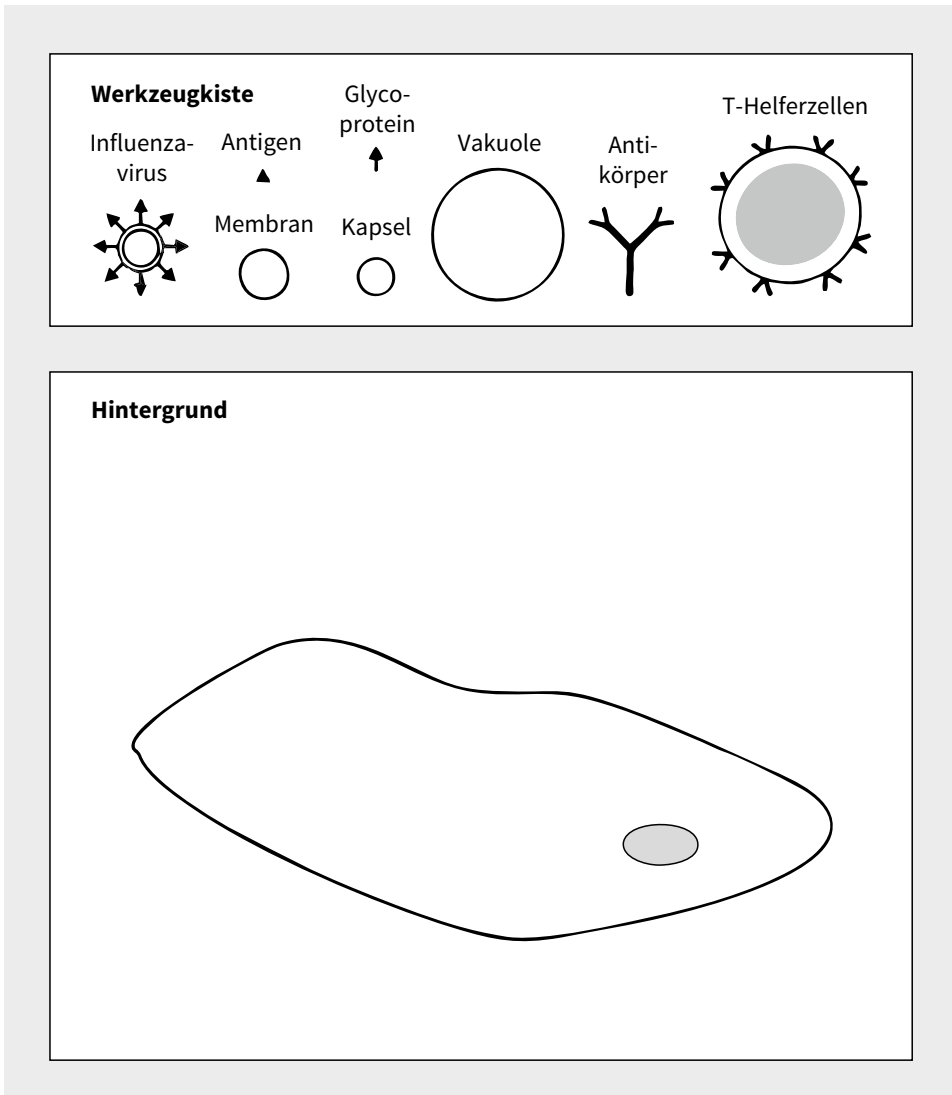 Werkzeugkiste
Influenza-
virus
Antigen
Membran
Glyco-
protein
Kapsel
Vakuole
Anti-
körper
T-Helferzellen
Hintergrund